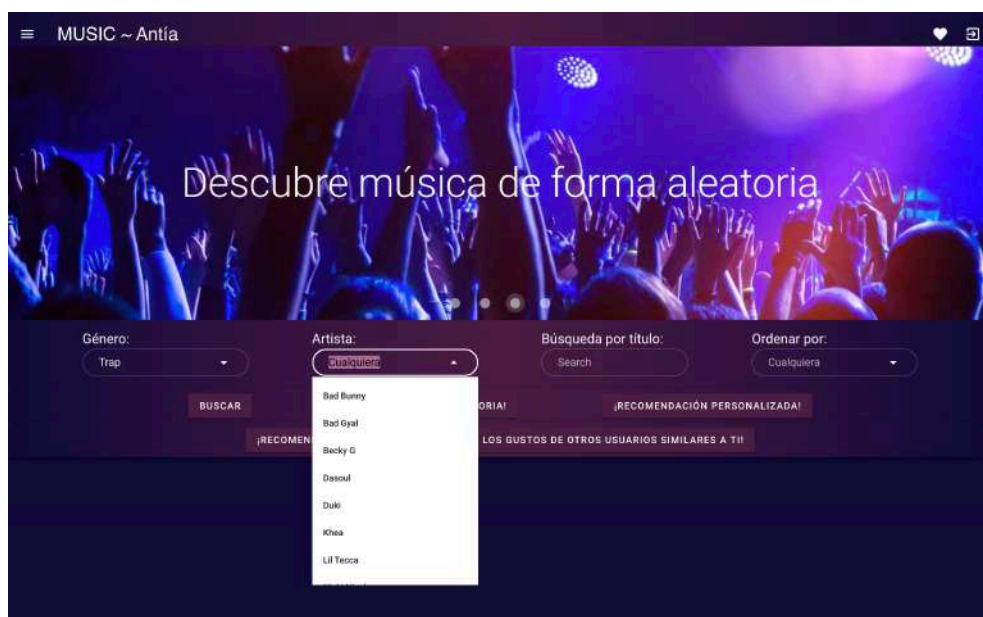 MUSIC ~ Antía
Descubre música de forma aleatoria
Género:
Artista:
Búsqueda por título:
Ordenar por:
Trap
Cualquiera
Search
Cualquiera
Bad Bunny
Bad Gyal
Becky G
Dasoul
Duki
Khea
Lil Tecca
BUSCAR
ORIA!
¡RECOMENDACIÓN PERSONALIZADA!
¡RECOMEN
LOS GUSTOS DE OTROS USUARIOS SIMILARES A TI!